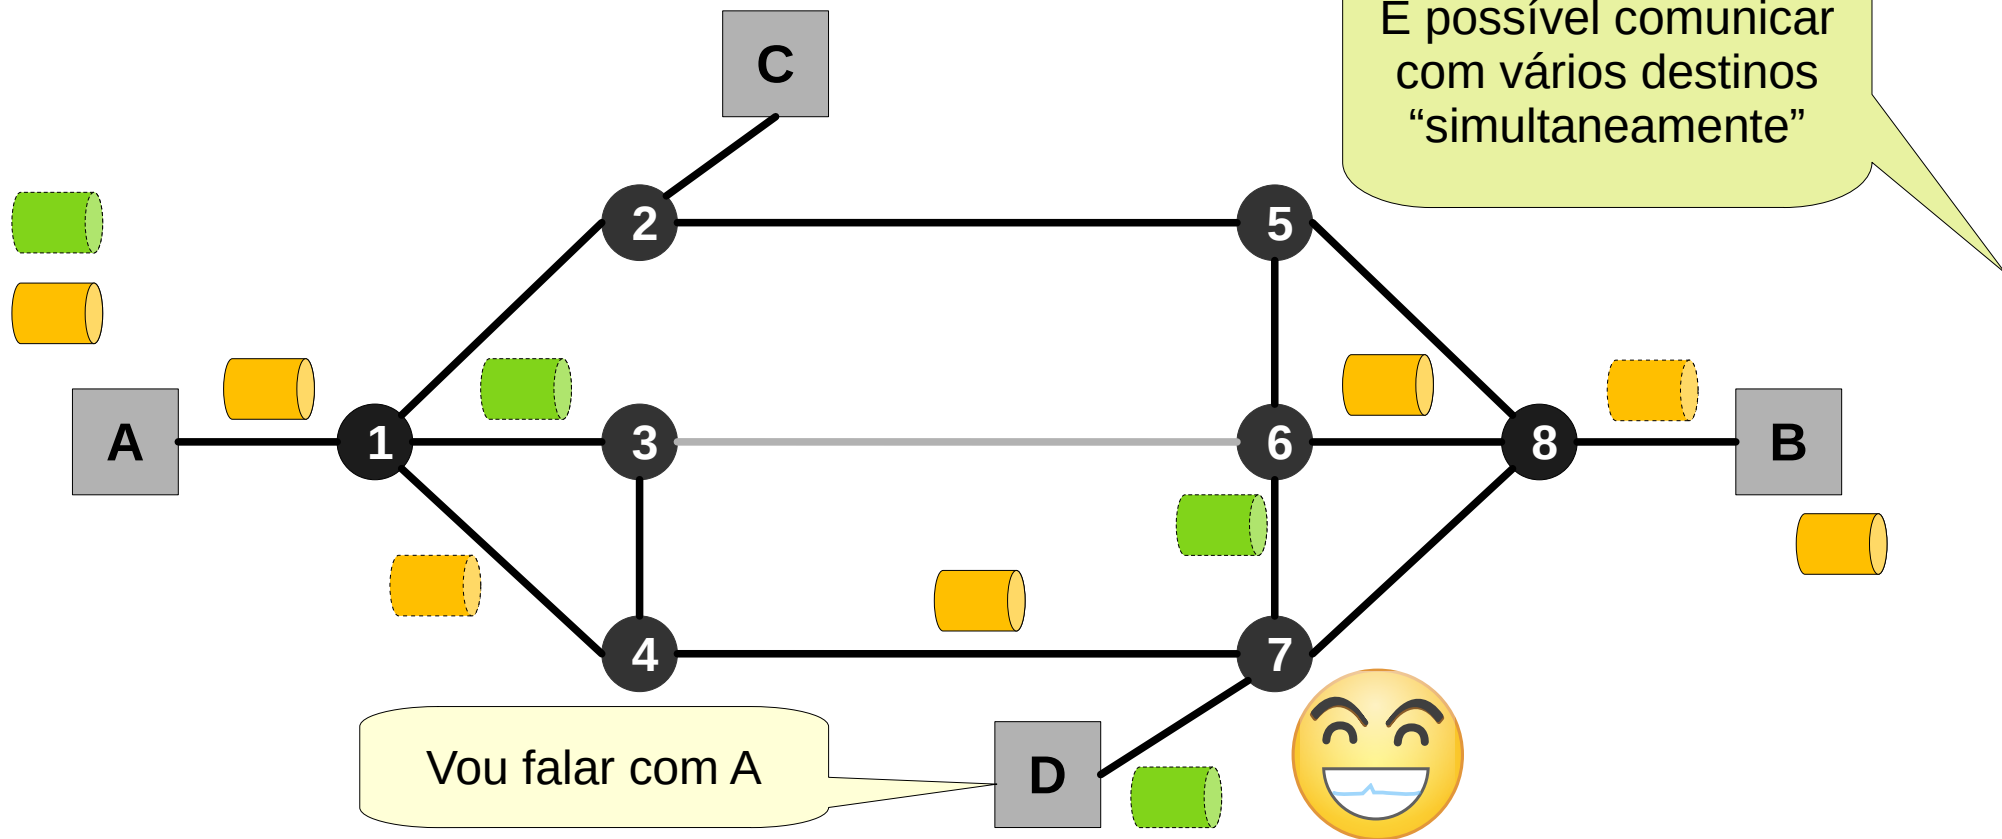 E possível comunicar
com vários destinos
“simultaneamente”
C
2
5
A
1
3
6
8
B
4
7
Vou falar com A
D